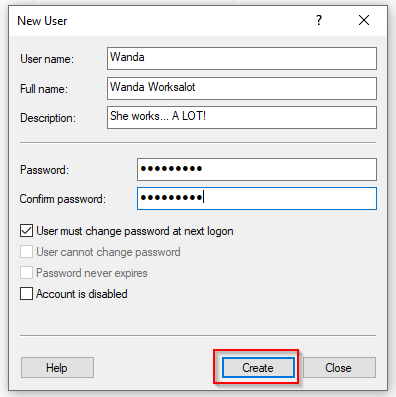 New User
User name: Wanda
Full name: Wanda Worksalot
Description: She works... A LOT!
Password: ●●●●●●●●●
Confirm password: ●●●●●●●●●
User must change password at next logon
User cannot change password
Password never expires
Account is disabled
Help Create Close